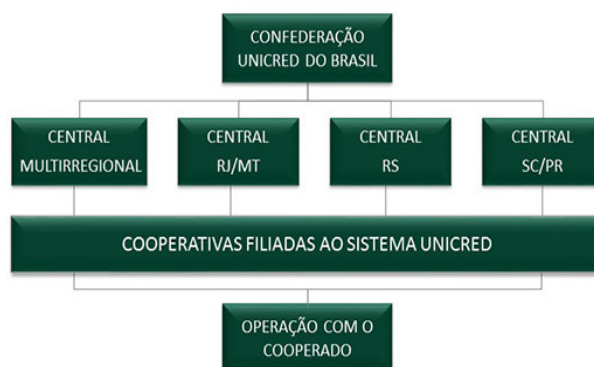 CONFEDERAÇÃO
UNICRED DO BRASIL
CENTRAL
MULTIRREGIONAL
CENTRAL
RJ/MT
CENTRAL
RS
CENTRAL
SC/PR
COOPERATIVAS FILIADAS AO SISTEMA UNICRED
OPERAÇÃO COM O
COOPERADO